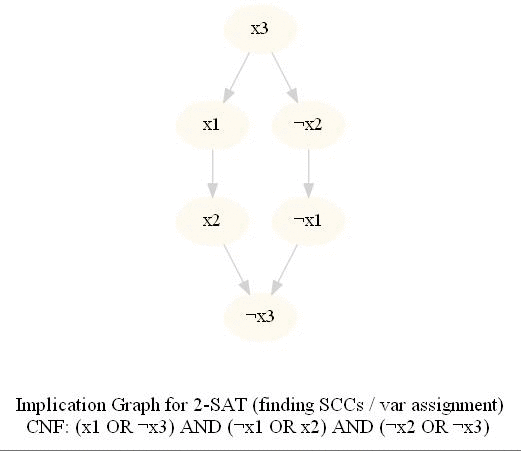 x3
x1 ¬x2
x2 ¬x1
¬x3
Implication Graph for 2-SAT (finding SCCs / var assignment)
CNF: (x1 OR ¬x3) AND (¬x1 OR x2) AND (¬x2 OR ¬x3)